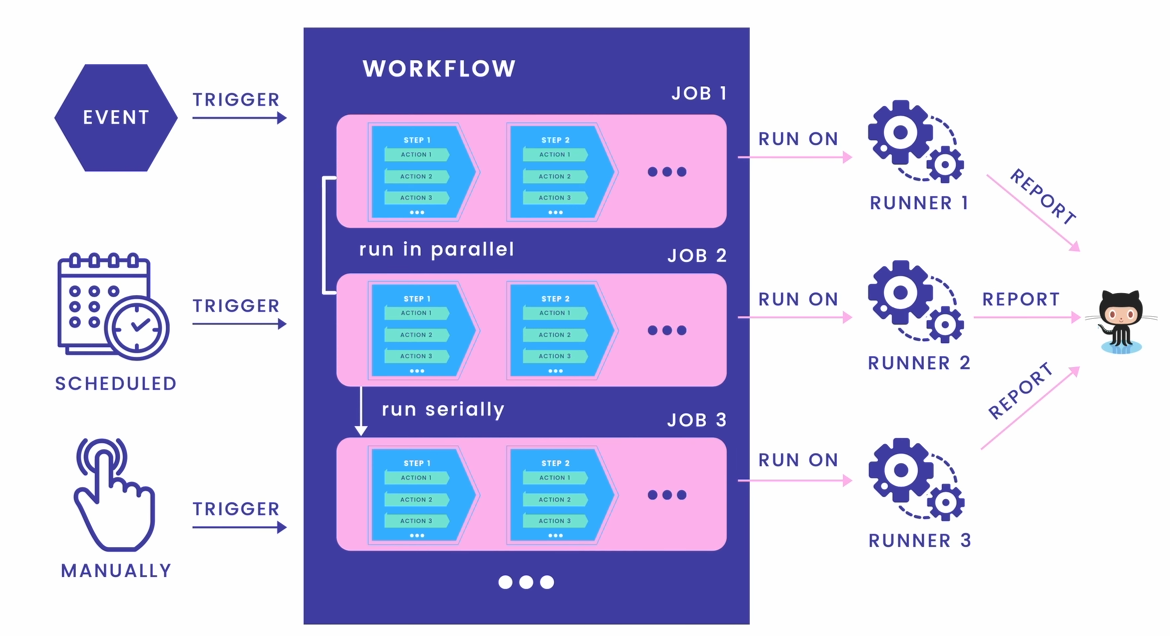 WORKFLOW
EVENT
TRIGGER
JOB 1
STEP 1
ACTION 1
ACTION 2
ACTION 3
STEP 2
ACTION 1
ACTION 2
ACTION 3
RUN ON
RUNNER 1
REPORT
run in parallel
SCHEDULED
TRIGGER
JOB 2
STEP 1
ACTION 1
ACTION 2
ACTION 3
STEP 2
ACTION 1
ACTION 2
ACTION 3
RUN ON
RUNNER 2
REPORT
run serially
MANUALLY
TRIGGER
JOB 3
STEP 1
ACTION 1
ACTION 2
ACTION 3
STEP 2
ACTION 1
ACTION 2
ACTION 3
RUN ON
RUNNER 3
REPORT